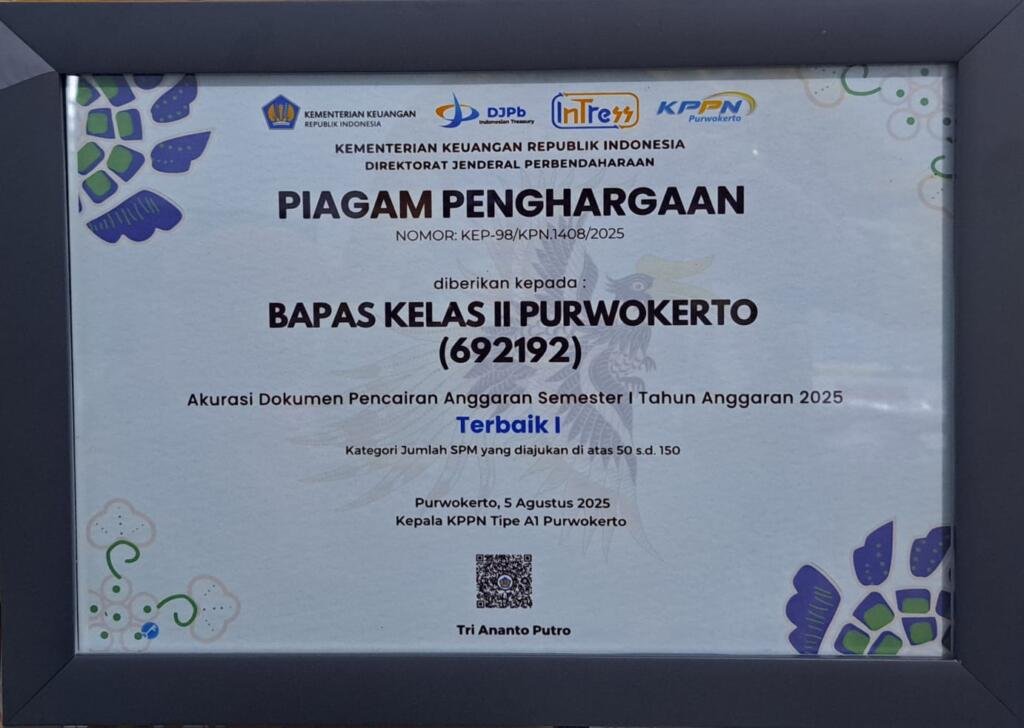 KEMENTERIAN KEUANGAN
REPUBLIK INDONESIA
DJPb
Indonesian Treasury
InTress
KPPN
Purwokerto
KEMENTERIAN KEUANGAN REPUBLIK INDONESIA
DIREKTORAT JENDERAL PERBENDAHARAAN
PIAGAM PENGHARGAAN
NOMOR: KEP-98/KPN.1408/2025
diberikan kepada :
BAPAS KELAS II PURWOKERTO
(692192)
Akurasi Dokumen Pencairan Anggaran Semester I Tahun Anggaran 2025
Terbaik I
Kategori Jumlah SPM yang diajukan di atas 50 s.d. 150
Purwokerto, 5 Agustus 2025
Kepala KPPN Tipe A1 Purwokerto
Tri Ananto Putro